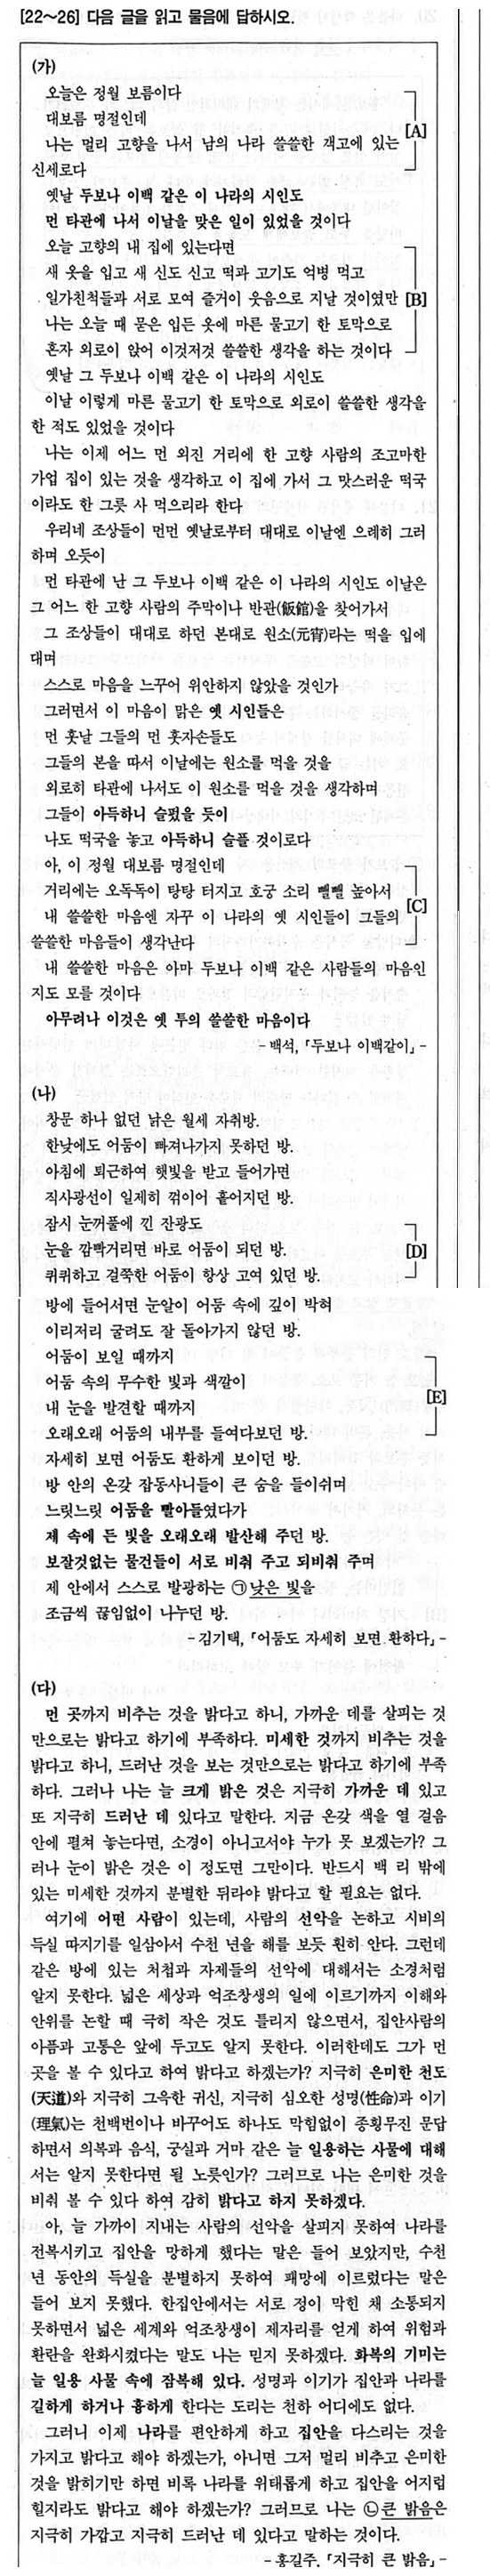 [22~26] 다음 글을 읽고 물음에 답하시오.
(가)
오늘은 정월 보름이다
대보름 명절인데
나는 멀리 고향을 나서 남의 나라 쓸쓸한 객고에 있는
신세로다
[A]
옛날 두보나 이백 같은 이 나라의 시인도
먼 타관에 나서 이날을 맞은 일이 있었을 것이다
오늘 고향의 내 집에 있는다면
새 옷을 입고 새 신도 신고 떡과 고기도 억병 먹고
일가친척들과 서로 모여 즐거이 웃음으로 지날 것이였만
[B]
나는 오늘 때 묻은 입든 옷에 마른 물고기 한 토막으로
혼자 외로이 앉어 이것저것 쓸쓸한 생각을 하는 것이다
옛날 그 두보나 이백 같은 이 나라의 시인도
이날 이렇게 마른 물고기 한 토막으로 외로이 쓸쓸한 생각을
한 적도 있었을 것이다
나는 이제 어느 먼 외진 거리에 한 고향 사람의 조고마한
가업 집이 있는 것을 생각하고 이 집에 가서 그 맛스러운 떡국
이라도 한 그릇 사 먹으리라 한다
우리네 조상들이 먼먼 옛날로부터 대대로 이날엔 으레히 그러
하며 오듯이
먼 타관에 난 그 두보나 이백 같은 이 나라의 시인도 이날은
그 어느 한 고향 사람의 주막이나 반관(飯館)을 찾어가서
그 조상들이 대대로 하던 본대로 원소(元宵)라는 떡을 입에
대며
스스로 마음을 느꾸어 위안하지 않았을 것인가
그러면서 이 마음이 맑은 옛 시인들은
먼 훗날 그들의 먼 훗자손들도
그들의 본을 따서 이날에는 원소를 먹을 것을
외로히 타관에 나서도 이 원소를 먹을 것을 생각하며
그들이 아득하니 슬펐을 듯이
나도 떡국을 놓고 아득하니 슬플 것이로다
아, 이 정월 대보름 명절인데
거리에는 오독독이 탕탕 터지고 호궁 소리 삘삘 높아서
내 쓸쓸한 마음엔 자꾸 이 나라의 옛 시인들이 그들의
쓸쓸한 마음들이 생각난다
[C]
내 쓸쓸한 마음은 아마 두보나 이백 같은 사람들의 마음인
지도 모를 것이다
아무려나 이것은 옛 투의 쓸쓸한 마음이다
- 백석, 「두보나 이백같이」 -
(나)
창문 하나 없던 낡은 월세 자취방.
한낮에도 어둠이 빠져나가지 못하던 방.
아침에 퇴근하여 햇빛을 받고 들어가면
직사광선이 일제히 꺾이어 흩어지던 방.
잠시 눈꺼풀에 낀 잔광도
눈을 깜빡거리면 바로 어둠이 되던 방.
퀴퀴하고 걸쭉한 어둠이 항상 고여 있던 방.
[D]
방에 들어서면 눈알이 어둠 속에 깊이 박혀
이리저리 굴려도 잘 돌아가지 않던 방.
어둠이 보일 때까지
어둠 속의 무수한 빛과 색깔이
내 눈을 발견할 때까지
오래오래 어둠의 내부를 들여다보던 방.
[E]
자세히 보면 어둠도 환하게 보이던 방.
방 안의 온갖 잡동사니들이 큰 숨을 들이쉬며
느릿느릿 어둠을 빨아들였다가
제 속에 든 빛을 오래오래 발산해 주던 방.
보잘것없는 물건들이 서로 비춰 주고 되비춰 주며
제 안에서 스스로 발광하는 ㉠낮은 빛을
조금씩 끊임없이 나누던 방.
- 김기택, 「어둠도 자세히 보면 환하다」 -
(다)
먼 곳까지 비추는 것을 밝다고 하니, 가까운 데를 살피는 것
만으로는 밝다고 하기에 부족하다. 미세한 것까지 비추는 것을
밝다고 하니, 드러난 것을 보는 것만으로는 밝다고 하기에 부족
하다. 그러나 나는 늘 크게 밝은 것은 지극히 가까운 데 있고
또 지극히 드러난 데 있다고 말한다. 지금 온갖 색을 열 걸음
안에 펼쳐 놓는다면, 소경이 아니고서야 누가 못 보겠는가? 그
러나 눈이 밝은 것은 이 정도면 그만이다. 반드시 백 리 밖에
있는 미세한 것까지 분별한 뒤라야 밝다고 할 필요는 없다.
여기에 어떤 사람이 있는데, 사람의 선악을 논하고 시비의
득실 따지기를 일삼아서 수천 년을 해를 보듯 훤히 안다. 그런데
같은 방에 있는 처첩과 자제들의 선악에 대해서는 소경처럼
알지 못한다. 넓은 세상과 억조창생의 일에 이르기까지 이해와
안위를 논할 때 극히 작은 것도 틀리지 않으면서, 집안사람의
아픔과 고통은 앞에 두고도 알지 못한다. 이러한데도 그가 먼
곳을 볼 수 있다고 하여 밝다고 하겠는가? 지극히 은미한 천도
(天道)와 지극히 그윽한 귀신, 지극히 심오한 성명(性命)과 이기
(理氣)는 천백번이나 바꾸어도 하나도 막힘없이 종횡무진 문답
하면서 의복과 음식, 궁실과 거마 같은 늘 일용하는 사물에 대해
서는 알지 못한다면 될 노릇인가? 그러므로 나는 은미한 것을
비춰 볼 수 있다 하여 감히 밝다고 하지 못하겠다.
아, 늘 가까이 지내는 사람의 선악을 살피지 못하여 나라를
전복시키고 집안을 망하게 했다는 말은 들어 보았지만, 수천
년 동안의 득실을 분별하지 못하여 패망에 이르렀다는 말은
들어 보지 못했다. 한집안에서는 서로 정이 막힌 채 소통되지
못하면서 넓은 세계와 억조창생이 제자리를 얻게 하여 위험과
환란을 완화시켰다는 말도 나는 믿지 못하겠다. 화복의 기미는
늘 일용 사물 속에 잠복해 있다. 성명과 이기가 집안과 나라를
길하게 하거나 흉하게 한다는 도리는 천하 어디에도 없다.
그러니 이제 나라를 편안하게 하고 집안을 다스리는 것을
가지고 밝다고 해야 하겠는가, 아니면 그저 멀리 비추고 은미한
것을 밝히기만 하면 비록 나라를 위태롭게 하고 집안을 어지럽
힐지라도 밝다고 해야 하겠는가? 그러므로 나는 ㉡큰 밝음은
지극히 가깝고 지극히 드러난 데 있다고 말하는 것이다.
- 홍길주, 「지극히 큰 밝음」 -